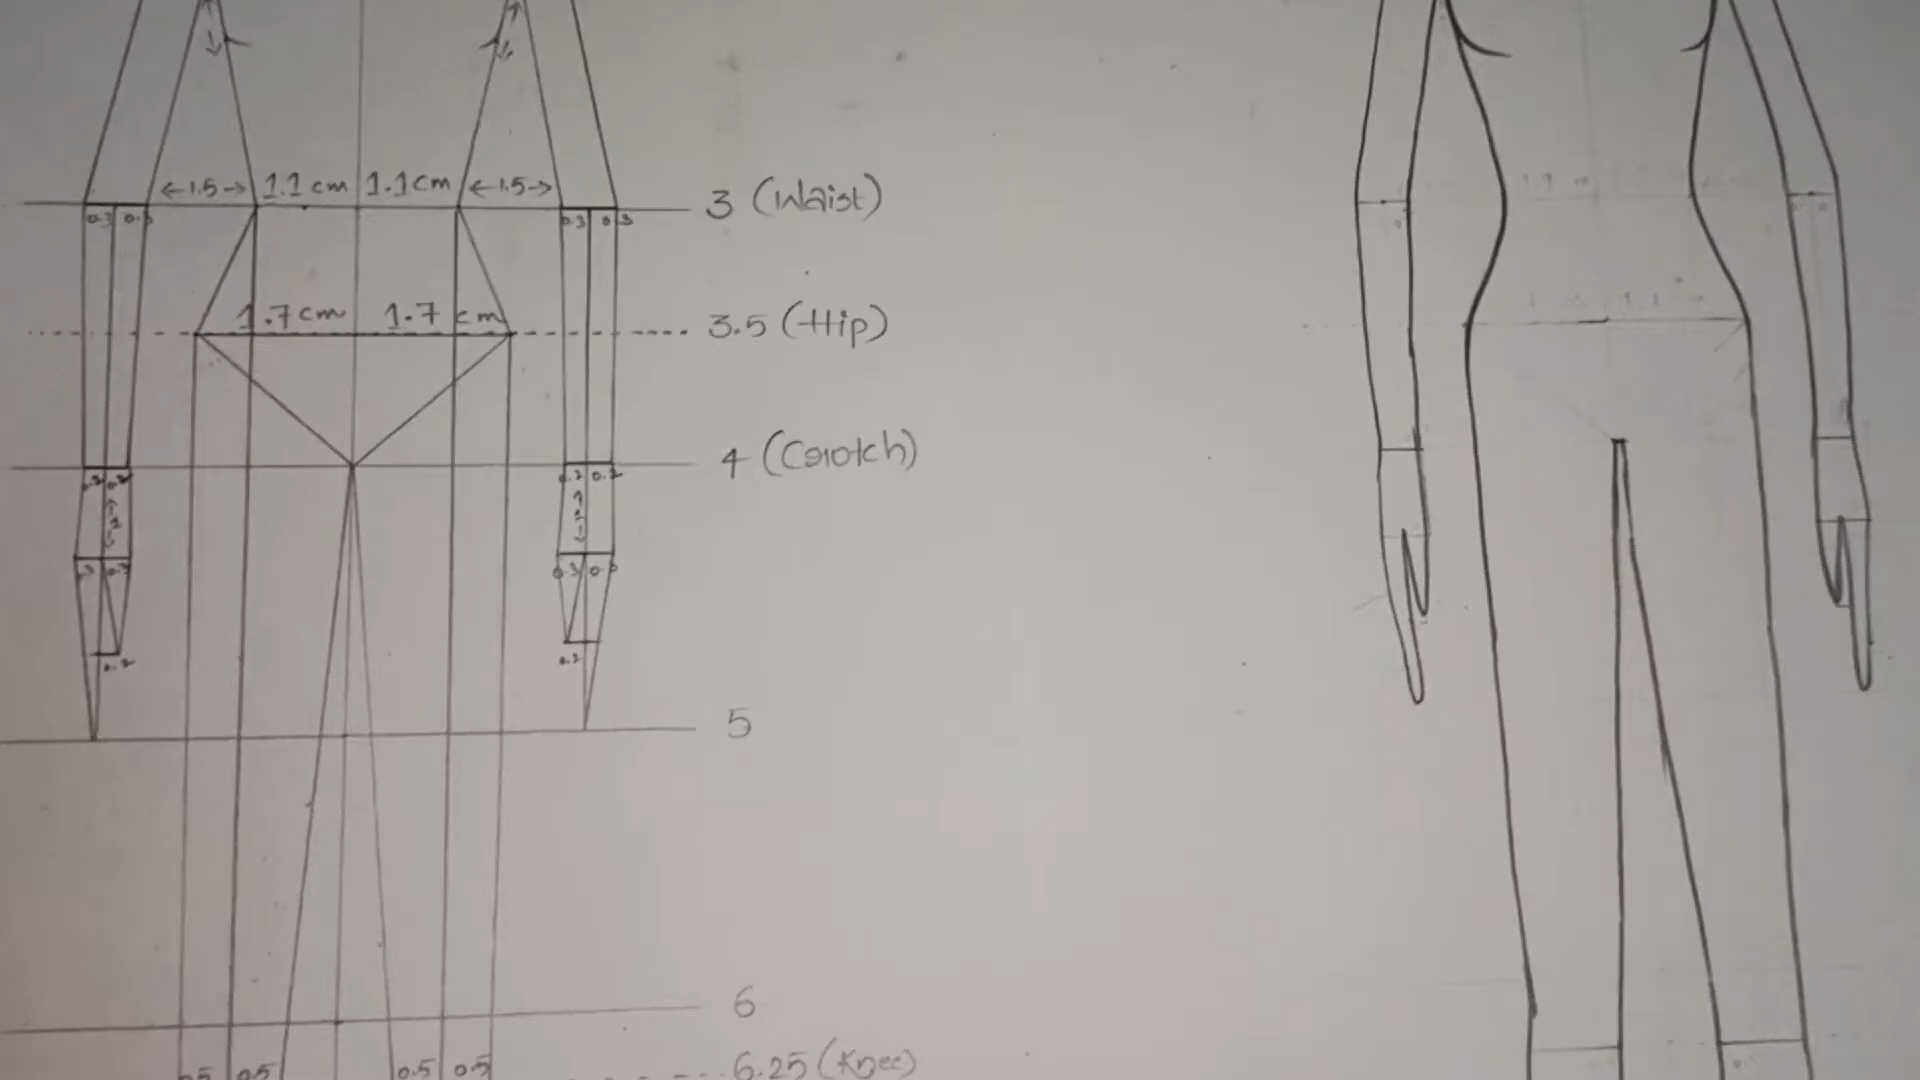 ←1.5→ 1.1 cm 1.1 cm ←1.5→ 3 (Waist)
0.3 0.3 0.3 0.3
1.7 cm 1.7 cm 3.5 (Hip)
4 (Crotch)
0.2 0.2 0.2 0.2
1 1
.3 0.3 0.3 0.3
0.2 0.2
5
6
0.5 0.5 0.5
6.25 (Knee)